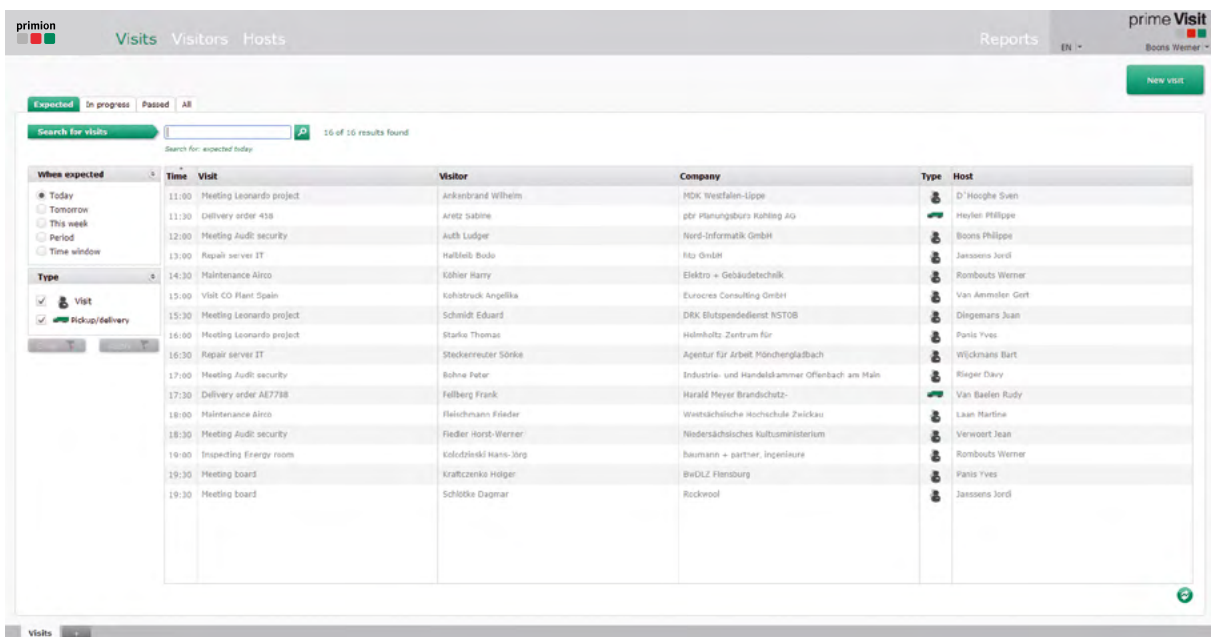 primion
Visits Visitors Hosts Reports EN prime Visit
Boons Werner
New visit
Expected In progress Passed All
Search for visits 16 of 16 results found
Search for: expected today
When expected Time Visit Visitor Company Type Host
Today
Tomorrow
This week
Period
Time window
Type
Visit
Pickup/delivery
11:00 Meeting Leonardo project Ankenbrand Wilhelm MDK Westfalen-Lippe D'Hooghe Sven
11:30 Delivery order 458 Aretz Sabine pbr Planungsbüro Rohling AG Heylen Philippe
12:00 Meeting Audit security Auth Ludger Nord-Informatik GmbH Boons Philippe
13:00 Repair server IT Halbleib Bodo GmbH Janssens Jordi
14:30 Maintenance Airco Köhler Harry Elektro + Gebäudetechnik Rombouts Werner
15:00 Visit CO Plant Spain Angelika Eurocres Consulting GmbH Van Gert
15:30 Meeting Leonardo project Schmidt Eduard DRK Blutspendedienst NSTOB Dingemans Juan
16:00 Meeting Leonardo project Starke Thomas Helmholtz Zentrum für Panis Yves
16:30 Repair server IT Steckenreuter Sönke Agentur für Arbeit Mönchengladbach Wijckmans Bart
17:00 Meeting Audit security Bohne Peter Industrie- und Handelskammer Offenbach am Main Rieger Davy
17:30 Delivery order AE7788 Fellberg Frank Harald Meyer Brandschutz- Van Baelen Rudy
18:00 Maintenance Airco Fleischmann Frieder Westsächsische Hochschule Zwickau Laan Martine
18:30 Meeting Audit security Fiedler Horst-Werner Niedersächsisches Kultusministerium Verwoert Jean
19:00 Inspecting Energy room Kolodzieski Hans-Jörg baumann + partner, ingenieure Rombouts Werner
19:30 Meeting board Kraftczenko Holger BwDLZ Flensburg Panis Yves
19:30 Meeting board Schlötke Dagmar Rockwool Janssens Jordi
Visits +